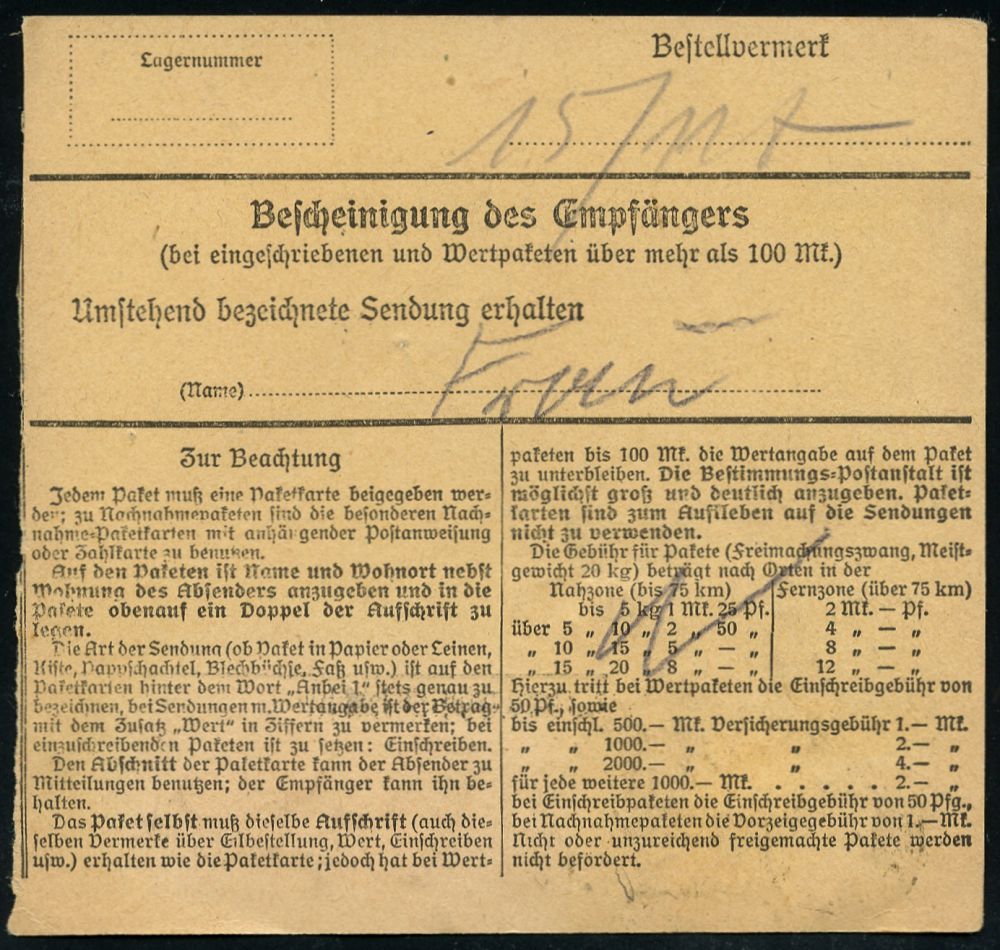 Lagernummer
Bestellvermerk
15/
Bescheinigung des Empfängers
(bei eingeschriebenen und Wertpaketen über mehr als 100 Mk.)
Umstehend bezeichnete Sendung erhalten
(Name)
Zur Beachtung
Jedem Paket muß eine Paketkarte beigegeben wer-
den; zu Nachnahmepaketen sind die besonderen Nach-
nahme-Paketkarten mit anhängender Postanweisung
oder Zahlkarte zu benutzen.
Auf den Paketen ist Name und Wohnort nebst
Wohnung des Absenders anzugeben und in die
Pakete obenauf ein Doppel der Aufschrift zu
legen.
Die Art der Sendung (ob Paket in Papier oder Leinen,
Kiste, Pappschachtel, Blechbüchse, Faß usw.) ist auf den
Paketkarten hinter dem Wort „Anbei 1“ stets genau zu
bezeichnen, bei Sendungen m. Wertangabe ist der Betrag
mit dem Zusatz „Wert“ in Ziffern zu vermerken; bei
einzuschreibenden Paketen ist zu setzen: Einschreiben.
Den Abschnitt der Paketkarte kann der Absender zu
Mitteilungen benutzen; der Empfänger kann ihn be-
halten.
Das Paket selbst muß dieselbe Aufschrift (auch die-
selben Vermerke über Eilbestellung, Wert, Einschreiben
usw.) erhalten wie die Paketkarte; jedoch hat bei Wert-
paketen bis 100 Mk. die Wertangabe auf dem Paket
zu unterbleiben. Die Bestimmungs-Postanstalt ist
möglichst groß und deutlich anzugeben. Paket-
karten sind zum Aufkleben auf die Sendungen
nicht zu verwenden.
Die Gebühr für Pakete (Freimachungszwang, Meist-
gewicht 20 kg) beträgt nach Orten in der
Nahzone (bis 75 km) Fernzone (über 75 km)
bis 5 kg 1 Mk. 25 Pf. 2 Mk. — Pf.
über 5 „ 10 „ 2 „ 50 „ 4 „ — „
„ 10 „ 15 „ 5 „ — „ 8 „ — „
„ 15 „ 20 „ 8 „ — „ 12 „ — „
Hierzu tritt bei Wertpaketen die Einschreibgebühr von
50 Pf., sowie
bis einschl. 500.— Mk. Versicherungsgebühr 1.— Mk.
„ „ 1000.— „ „ 2.— „
„ „ 2000.— „ „ 4.— „
für jede weitere 1000.— Mk. . . . . . . 2.— „
bei Einschreibpaketen die Einschreibgebühr von 50 Pfg.,
bei Nachnahmepaketen die Vorzeigegebühr von 1.— Mk.
Nicht oder unzureichend freigemachte Pakete werden
nicht befördert.